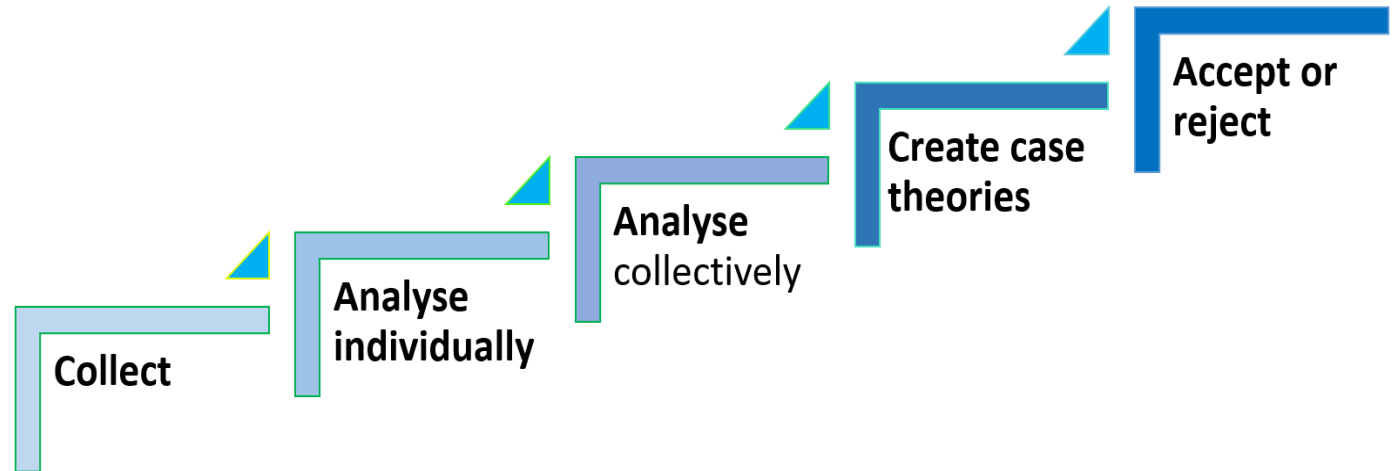 Collect
Analyse
individually
Analyse
collectively
Create case
theories
Accept or
reject